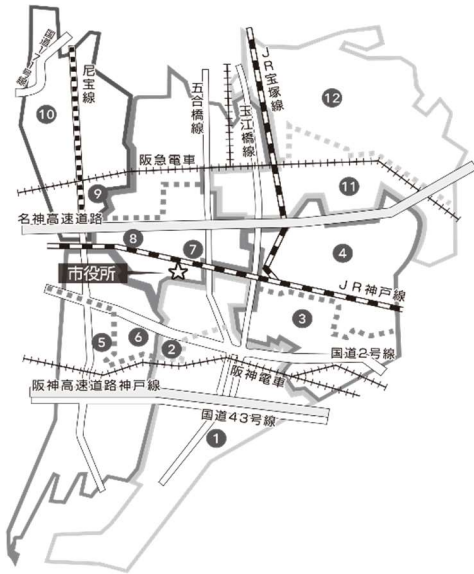 国道171号線
尼宝線
五合橋線
玉江橋線
JR宝塚線
⑫
⑩
阪急電車
⑨
⑪
名神高速道路
⑧
⑦
④
市役所
JR神戸線
③
⑤
⑥
②
国道2号線
阪神電車
阪神高速道路神戸線
国道43号線
①